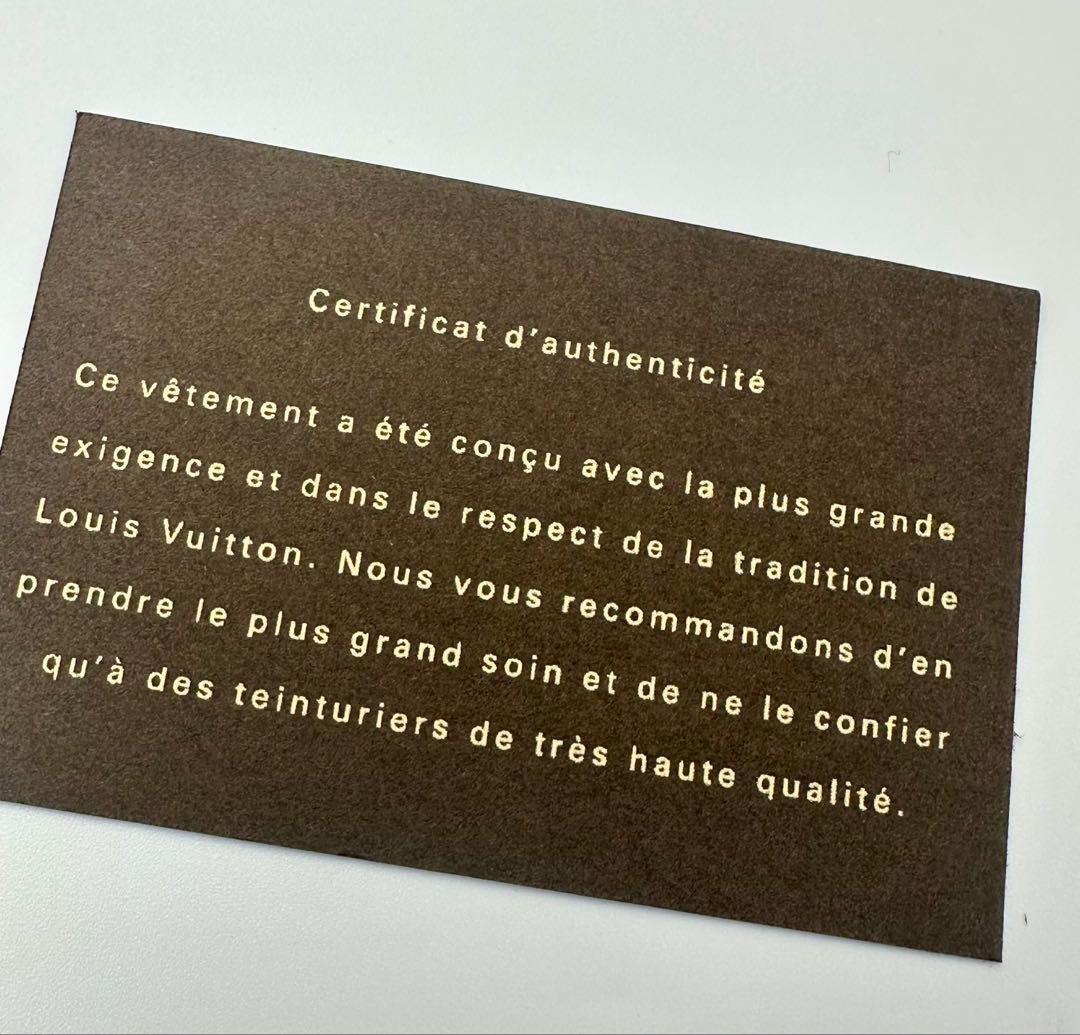 Certificat d'authenticité
Ce vêtement a été conçu avec la plus grande
exigence et dans le respect de la tradition de
Louis Vuitton. Nous vous recommandons d'en
prendre le plus grand soin et de ne le confier
qu'à des teinturiers de très haute qualité.